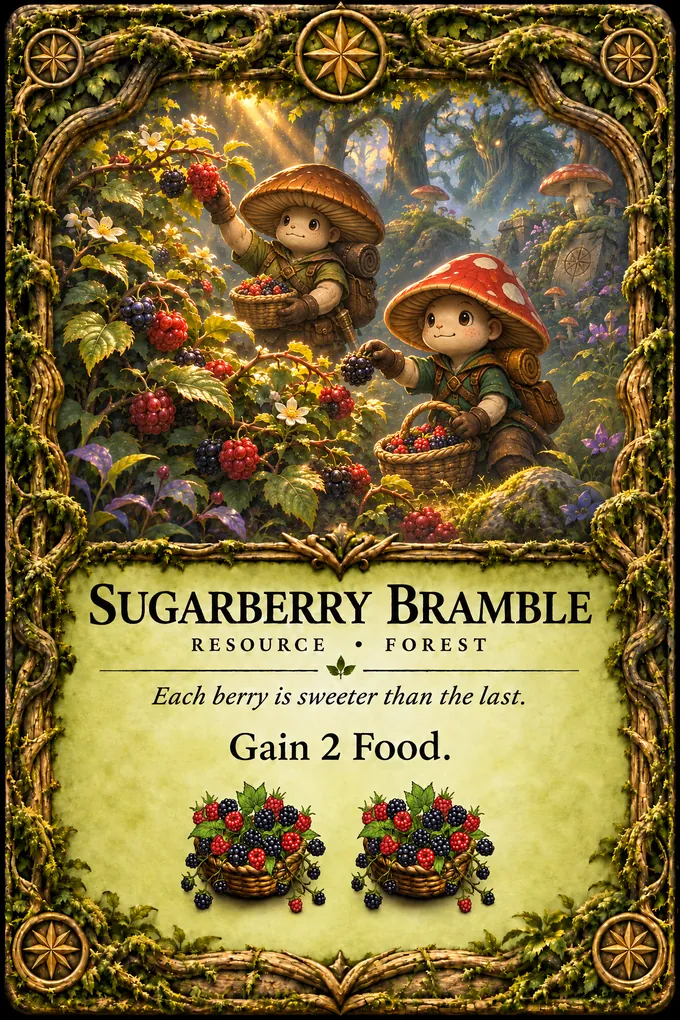 SUGARBERRY BRAMBLE
RESOURCE • FOREST
Each berry is sweeter than the last.
Gain 2 Food.